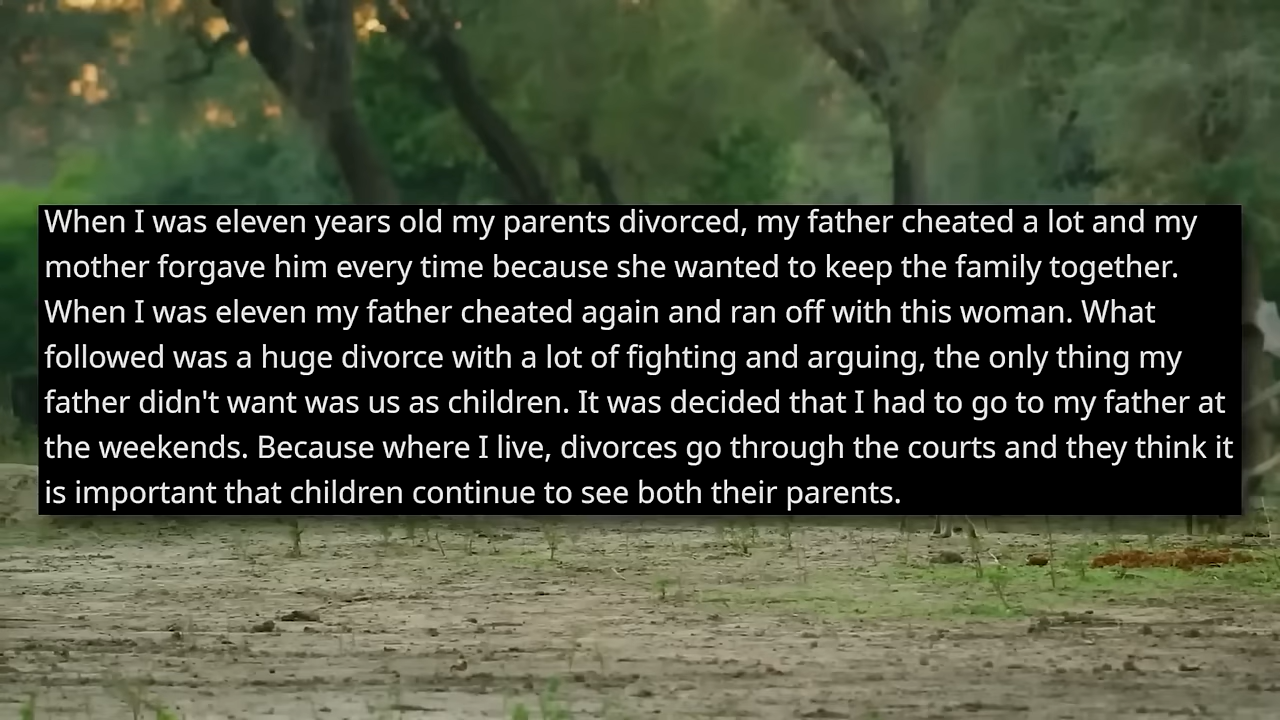 When I was eleven years old my parents divorced, my father cheated a lot and my
mother forgave him every time because she wanted to keep the family together.
When I was eleven my father cheated again and ran off with this woman. What
followed was a huge divorce with a lot of fighting and arguing, the only thing my
father didn't want was us as children. It was decided that I had to go to my father at
the weekends. Because where I live, divorces go through the courts and they think it
is important that children continue to see both their parents.